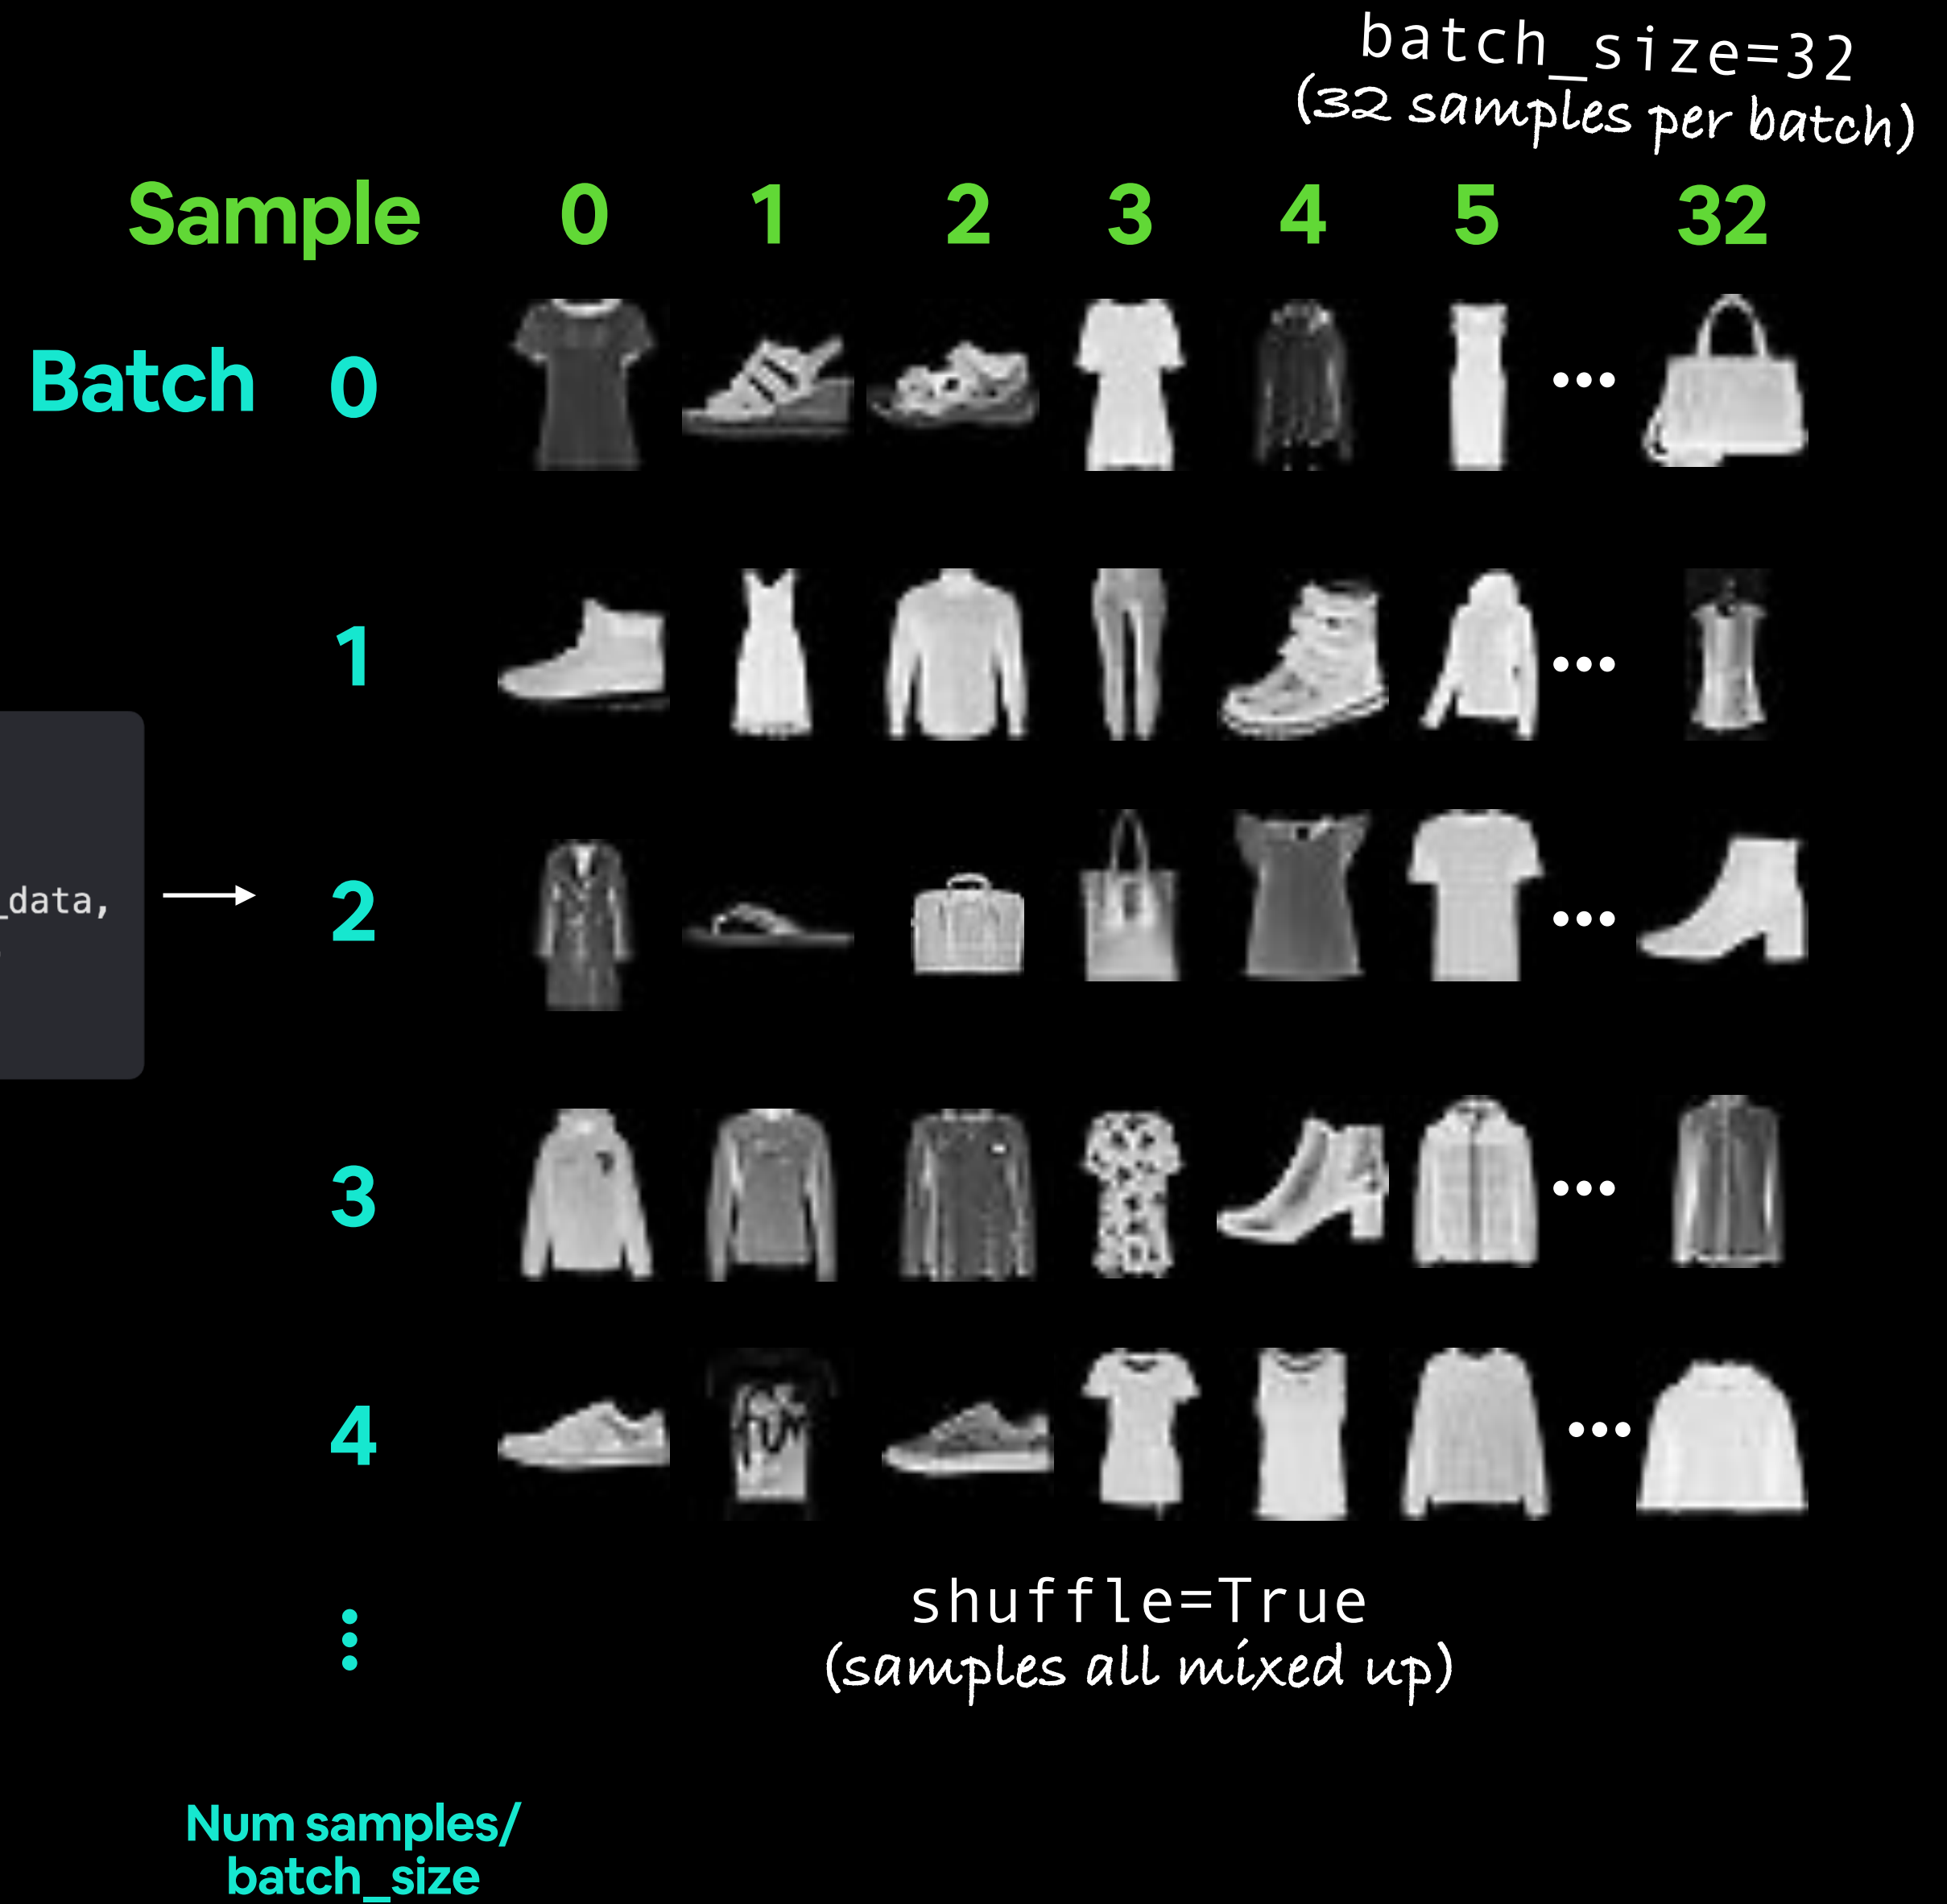 batch_size=32
(32 samples per batch)
Sample 0 1 2 3 4 5 32
Batch 0
1
2
_data,
3
4
fun
shuffle=True
(samples all mixed up)
Num samples/
batch_size